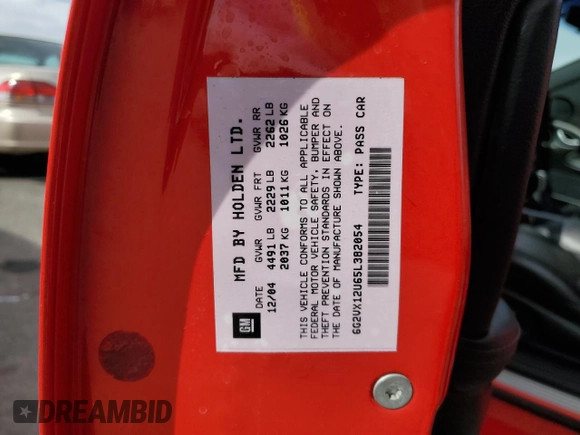 GM
MFD BY HOLDEN LTD.
DATE GVWR GVWR FRT GVWR RR
12/04 4491 LB 2229 LB 2262 LB
2037 KG 1011 KG 1026 KG
THIS VEHICLE CONFORMS TO ALL APPLICABLE
FEDERAL MOTOR VEHICLE SAFETY, BUMPER AND
THEFT PREVENTION STANDARDS IN EFFECT ON
THE DATE OF MANUFACTURE SHOWN ABOVE.
6G2VX12U65L382054 TYPE: PASS CAR
DREAMBID